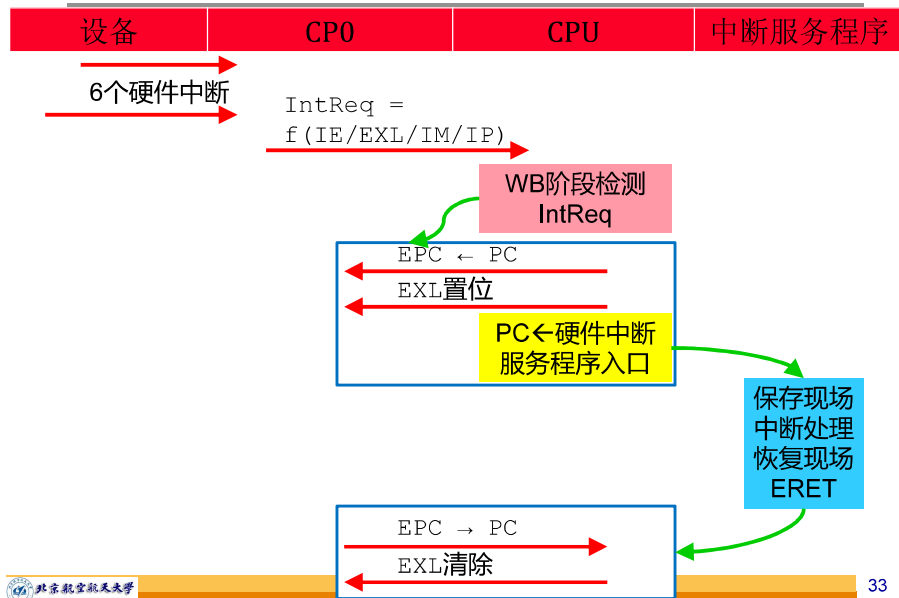 设备
CP0
CPU
中断服务程序
6个硬件中断
IntReq =
f(IE/EXL/IM/IP)
WB阶段检测
IntReq
EPC ← PC
EXL置位
PC←硬件中断
服务程序入口
保存现场
中断处理
恢复现场
ERET
EPC → PC
EXL清除
北京航空航天大学
33